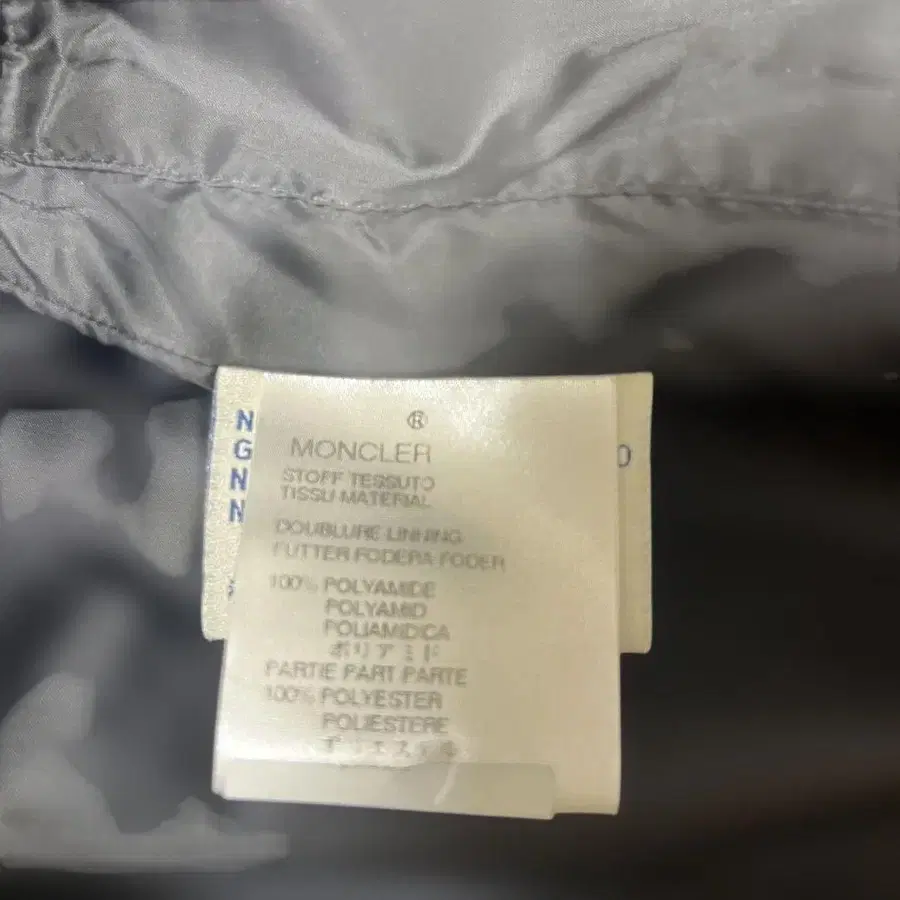 ®
MONCLER
STOFF TESSUTO
TISSU MATERIAL
DOUBLURE LINNING
FUTTER FODERA FODER
100% POLYAMIDE
POLYAMID
POLIAMIDICA
ポリアミド
PARTIE PART PARTE
100% POLYESTER
POLIESTERE
N
G
N
N
O